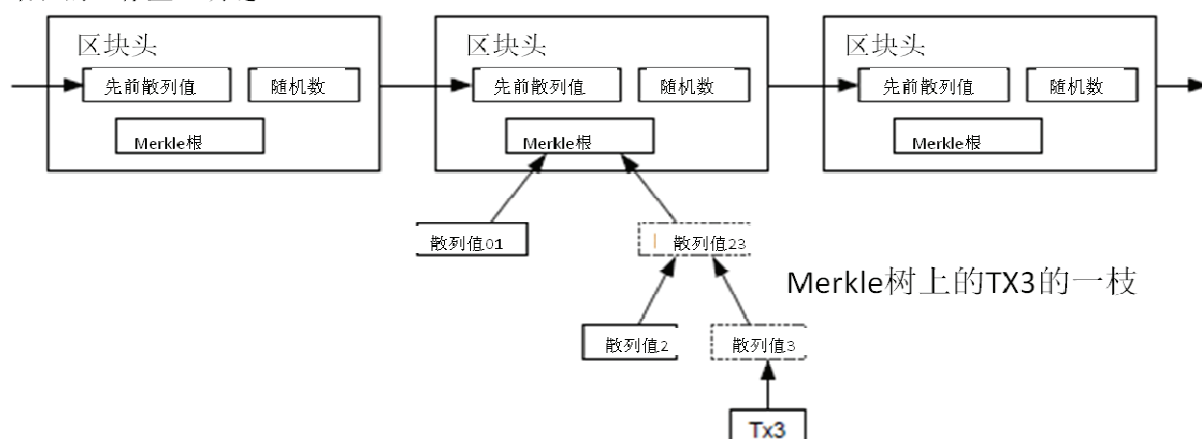 区块头 区块头 区块头
先前散列值 随机数 先前散列值 随机数 先前散列值 随机数
Merkle根 Merkle根 Merkle根
散列值01 散列值23
Merkle树上的TX3的一枝
散列值2 散列值3
Tx3